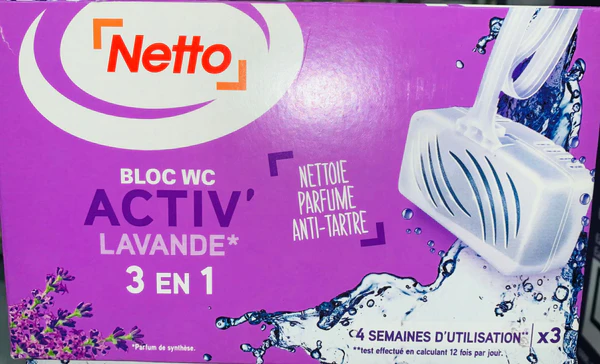 Netto
BLOC WC
ACTIV'
LAVANDE*
3 EN 1
NETTOIE
PARFUME
ANTI-TARTRE
4 SEMAINES D'UTILISATION** x3
**test effectué en calculant 12 fois par jour.
*Parfum de synthèse.